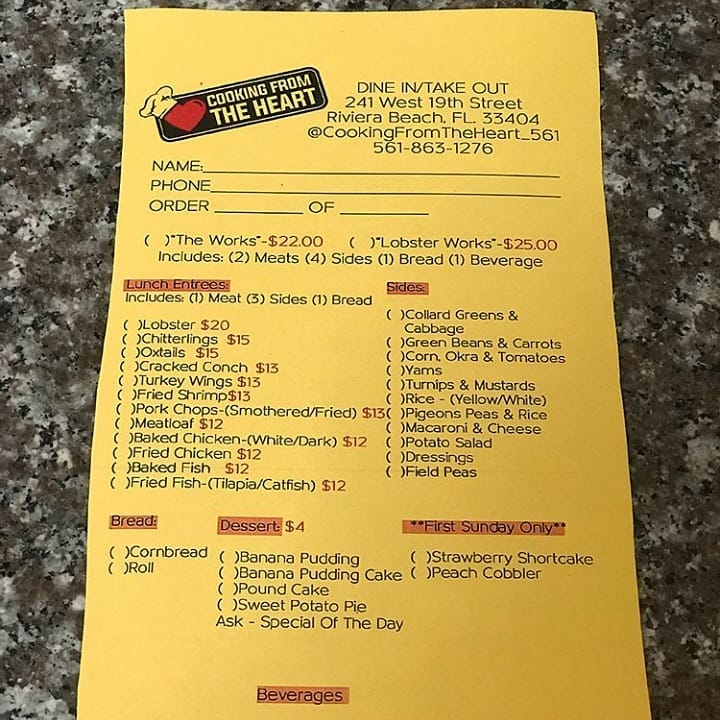 COOKING FROM
THE HEART
DINE IN/TAKE OUT
241 West 19th Street
Riviera Beach, FL. 33404
@CookingFromTheHeart_561
561-863-1276
NAME:
PHONE
ORDER OF
( )"The Works"-$22.00 ( )"Lobster Works"-$25.00
Includes: (2) Meats (4) Sides (1) Bread (1) Beverage
Lunch Entrees:
Includes: (1) Meat (3) Sides (1) Bread
( )Lobster $20
( )Chitterlings $15
( )Oxtails $15
( )Cracked Conch $13
( )Turkey Wings $13
( )Fried Shrimp$13
( )Pork Chops-(Smothered/Fried) $13
( )Meatloaf $12
( )Baked Chicken-(White/Dark) $12
( )Fried Chicken $12
( )Baked Fish $12
( )Fried Fish-(Tilapia/Catfish) $12
Sides:
( )Collard Greens &
Cabbage
( )Green Beans & Carrots
( )Corn, Okra & Tomatoes
( )Yams
( )Turnips & Mustards
( )Rice - (Yellow/White)
( )Pigeons Peas & Rice
( )Macaroni & Cheese
( )Potato Salad
( )Dressings
( )Field Peas
Bread:
( )Cornbread
( )Roll
Dessert: $4
( )Banana Pudding
( )Banana Pudding Cake
( )Pound Cake
( )Sweet Potato Pie
Ask - Special Of The Day
**First Sunday Only**
( )Strawberry Shortcake
( )Peach Cobbler
Beverages